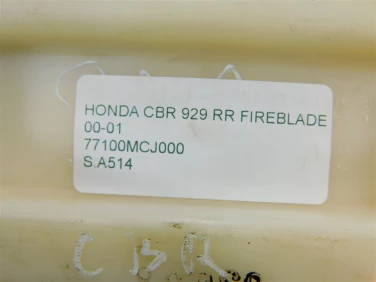 HONDA CBR 929 RR FIREBLADE
00-01
77100MCJ000
S.A514
CBR